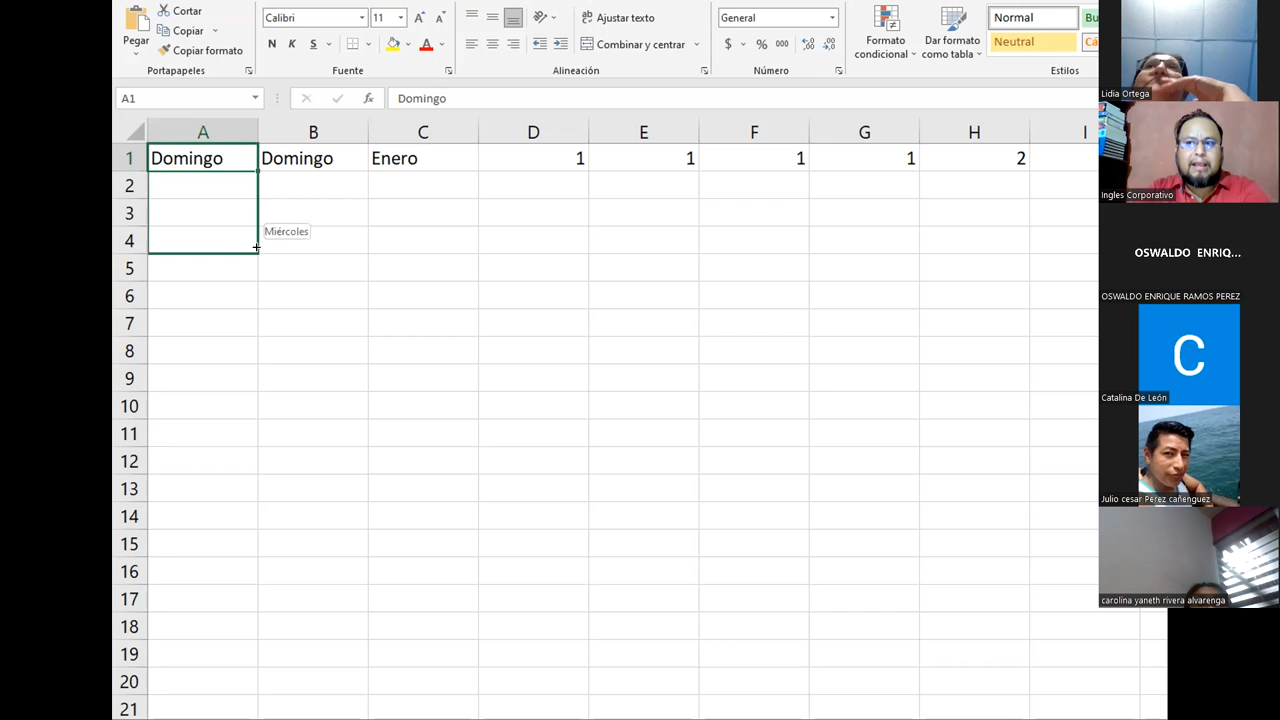 Cortar
Copiar
Copiar formato
Pegar
Portapapeles
Calibri
11
A A
N K S A
Fuente
Ajustar texto
Combinar y centrar
Alineación
General
$ % 000
Número
Formato
condicional
Dar formato
como tabla
Normal
Bu
Neutral
Estilos
A1
fx
Domingo
A B C D E F G H I
1 Domingo Domingo Enero 1 1 1 1 2
2
3
Miércoles
4
5
6
7
8
9
10
11
12
13
14
15
16
17
18
19
20
21
Lidia Ortega
Ingles Corporativo
OSWALDO ENRIQ...
OSWALDO ENRIQUE RAMOS PEREZ
C
Catalina De León
Julio cesar Perez cañenguez
carolina yaneth rivera alvarenga